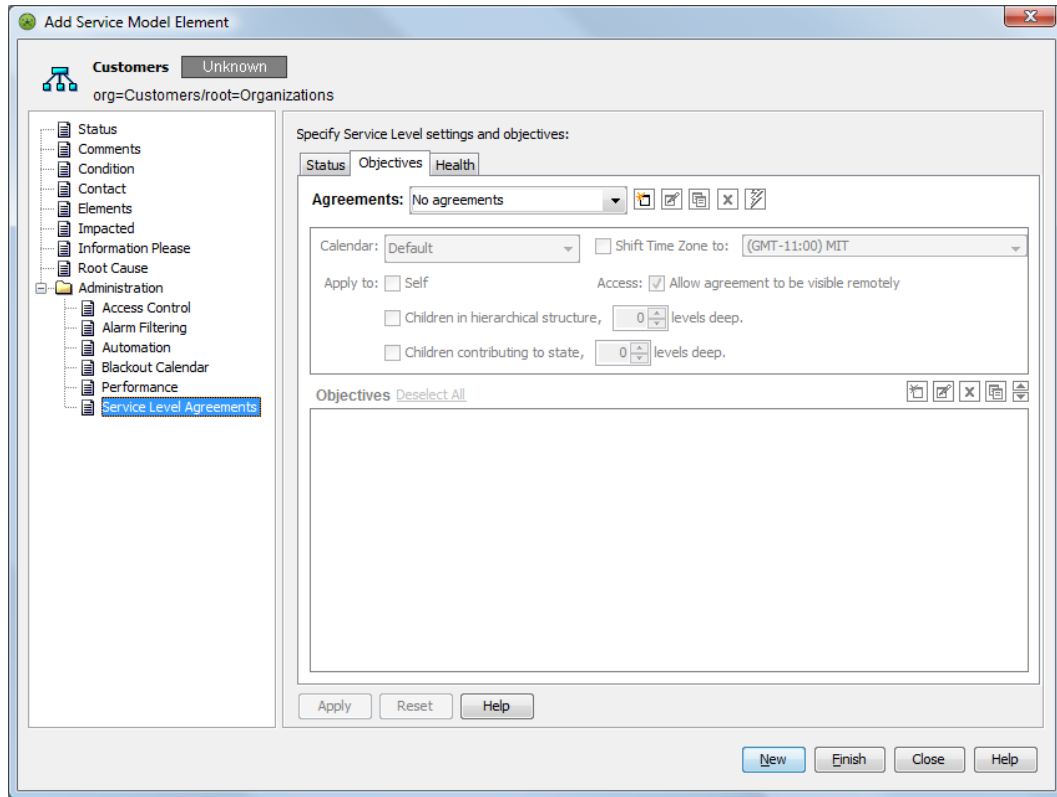 Add Service Model Element
Customers Unknown
org=Customers/root=Organizations
Status
Comments
Condition
Contact
Elements
Impacted
Information Please
Root Cause
Administration
Access Control
Alarm Filtering
Automation
Blackout Calendar
Performance
Service Level Agreements
Specify Service Level settings and objectives:
Status Objectives Health
Agreements: No agreements
Calendar: Default Shift Time Zone to: (GMT-11:00) MIT
Apply to: Self Access: Allow agreement to be visible remotely
Children in hierarchical structure, 0 levels deep.
Children contributing to state, 0 levels deep.
Objectives Deselect All
Apply Reset Help
New Finish Close Help